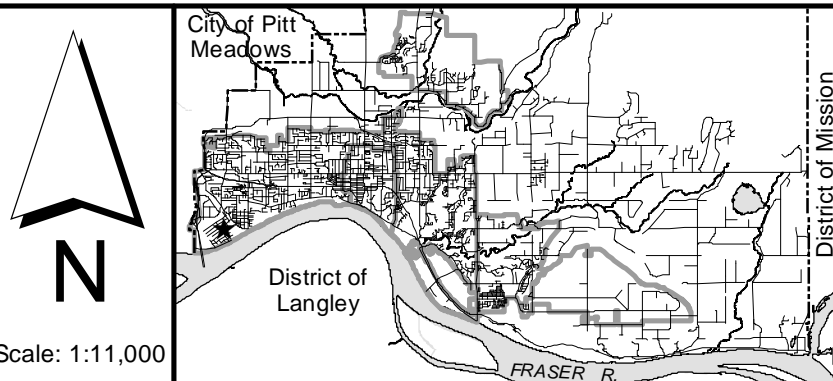 N
Scale: 1:11,000
City of Pitt
Meadows
District of
Langley
FRASER R.
District of Mission